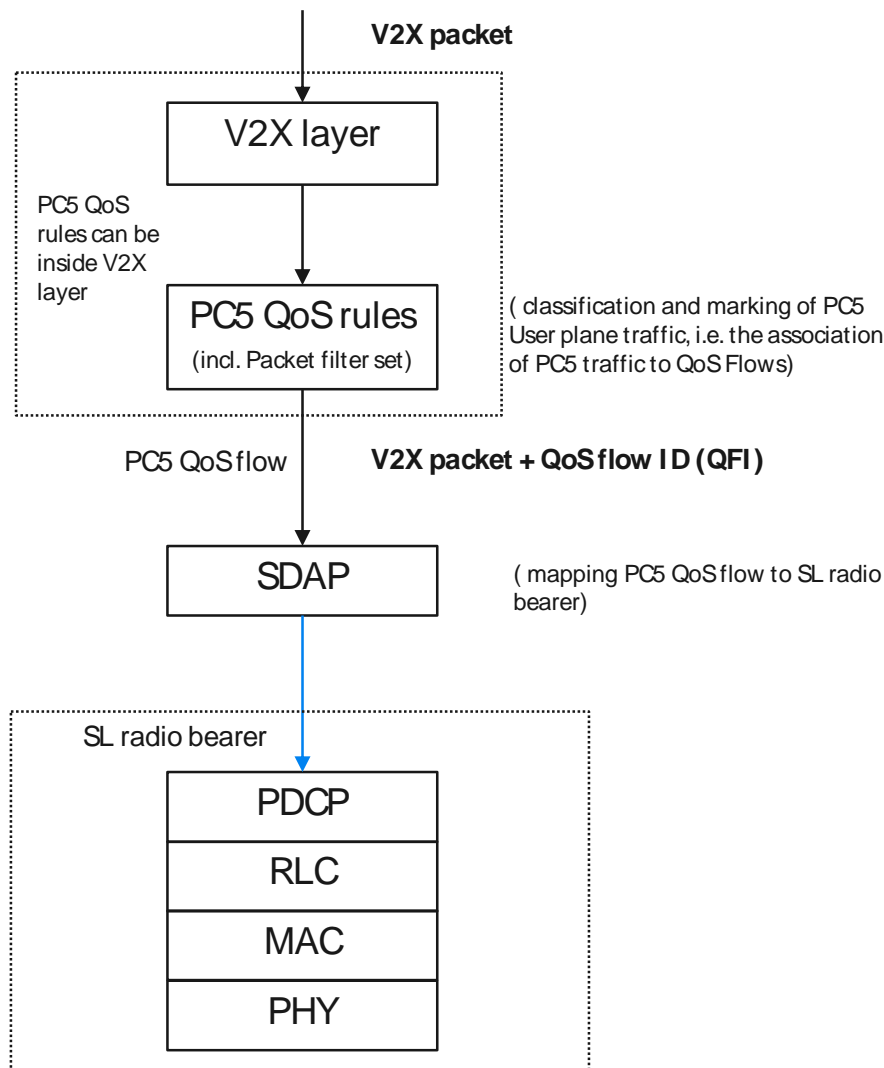 V2X packet
V2X layer
PC5 QoS
rules can be
inside V2X
layer
PC5 QoS rules
(incl. Packet filter set)
( classification and marking of PC5
User plane traffic, i.e. the association
of PC5 traffic to QoS Flows)
PC5 QoS flow
V2X packet + QoS flow ID (QFI)
SDAP
( mapping PC5 QoS flow to SL radio
bearer)
SL radio bearer
PDCP
RLC
MAC
PHY